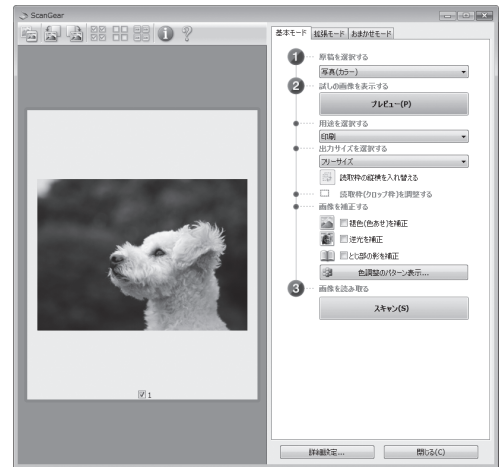 ScanGear
基本モード 拡張モード おまかせモード
1 原稿を選択する
写真(カラー)
2 試しの画像を表示する
プレビュー(P)
用途を選択する
印刷
出力サイズを選択する
フリーサイズ
読取枠の縦横を入れ替える
読取枠(クロップ枠)を調整する
画像を補正する
褪色(色あせ)を補正
逆光を補正
とじ部の影を補正
色調整のパターン表示...
3 画像を読み取る
スキャン(S)
1
詳細設定... 閉じる(C)